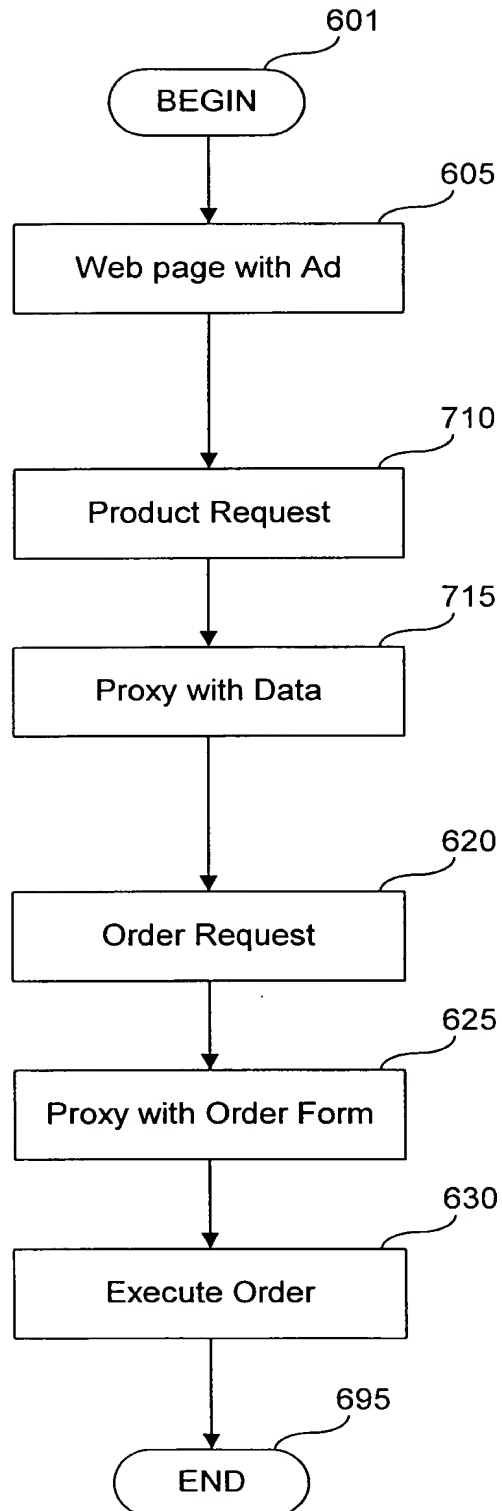 601
BEGIN
605
Web page with Ad
710
Product Request
715
Proxy with Data
620
Order Request
625
Proxy with Order Form
630
Execute Order
695
END